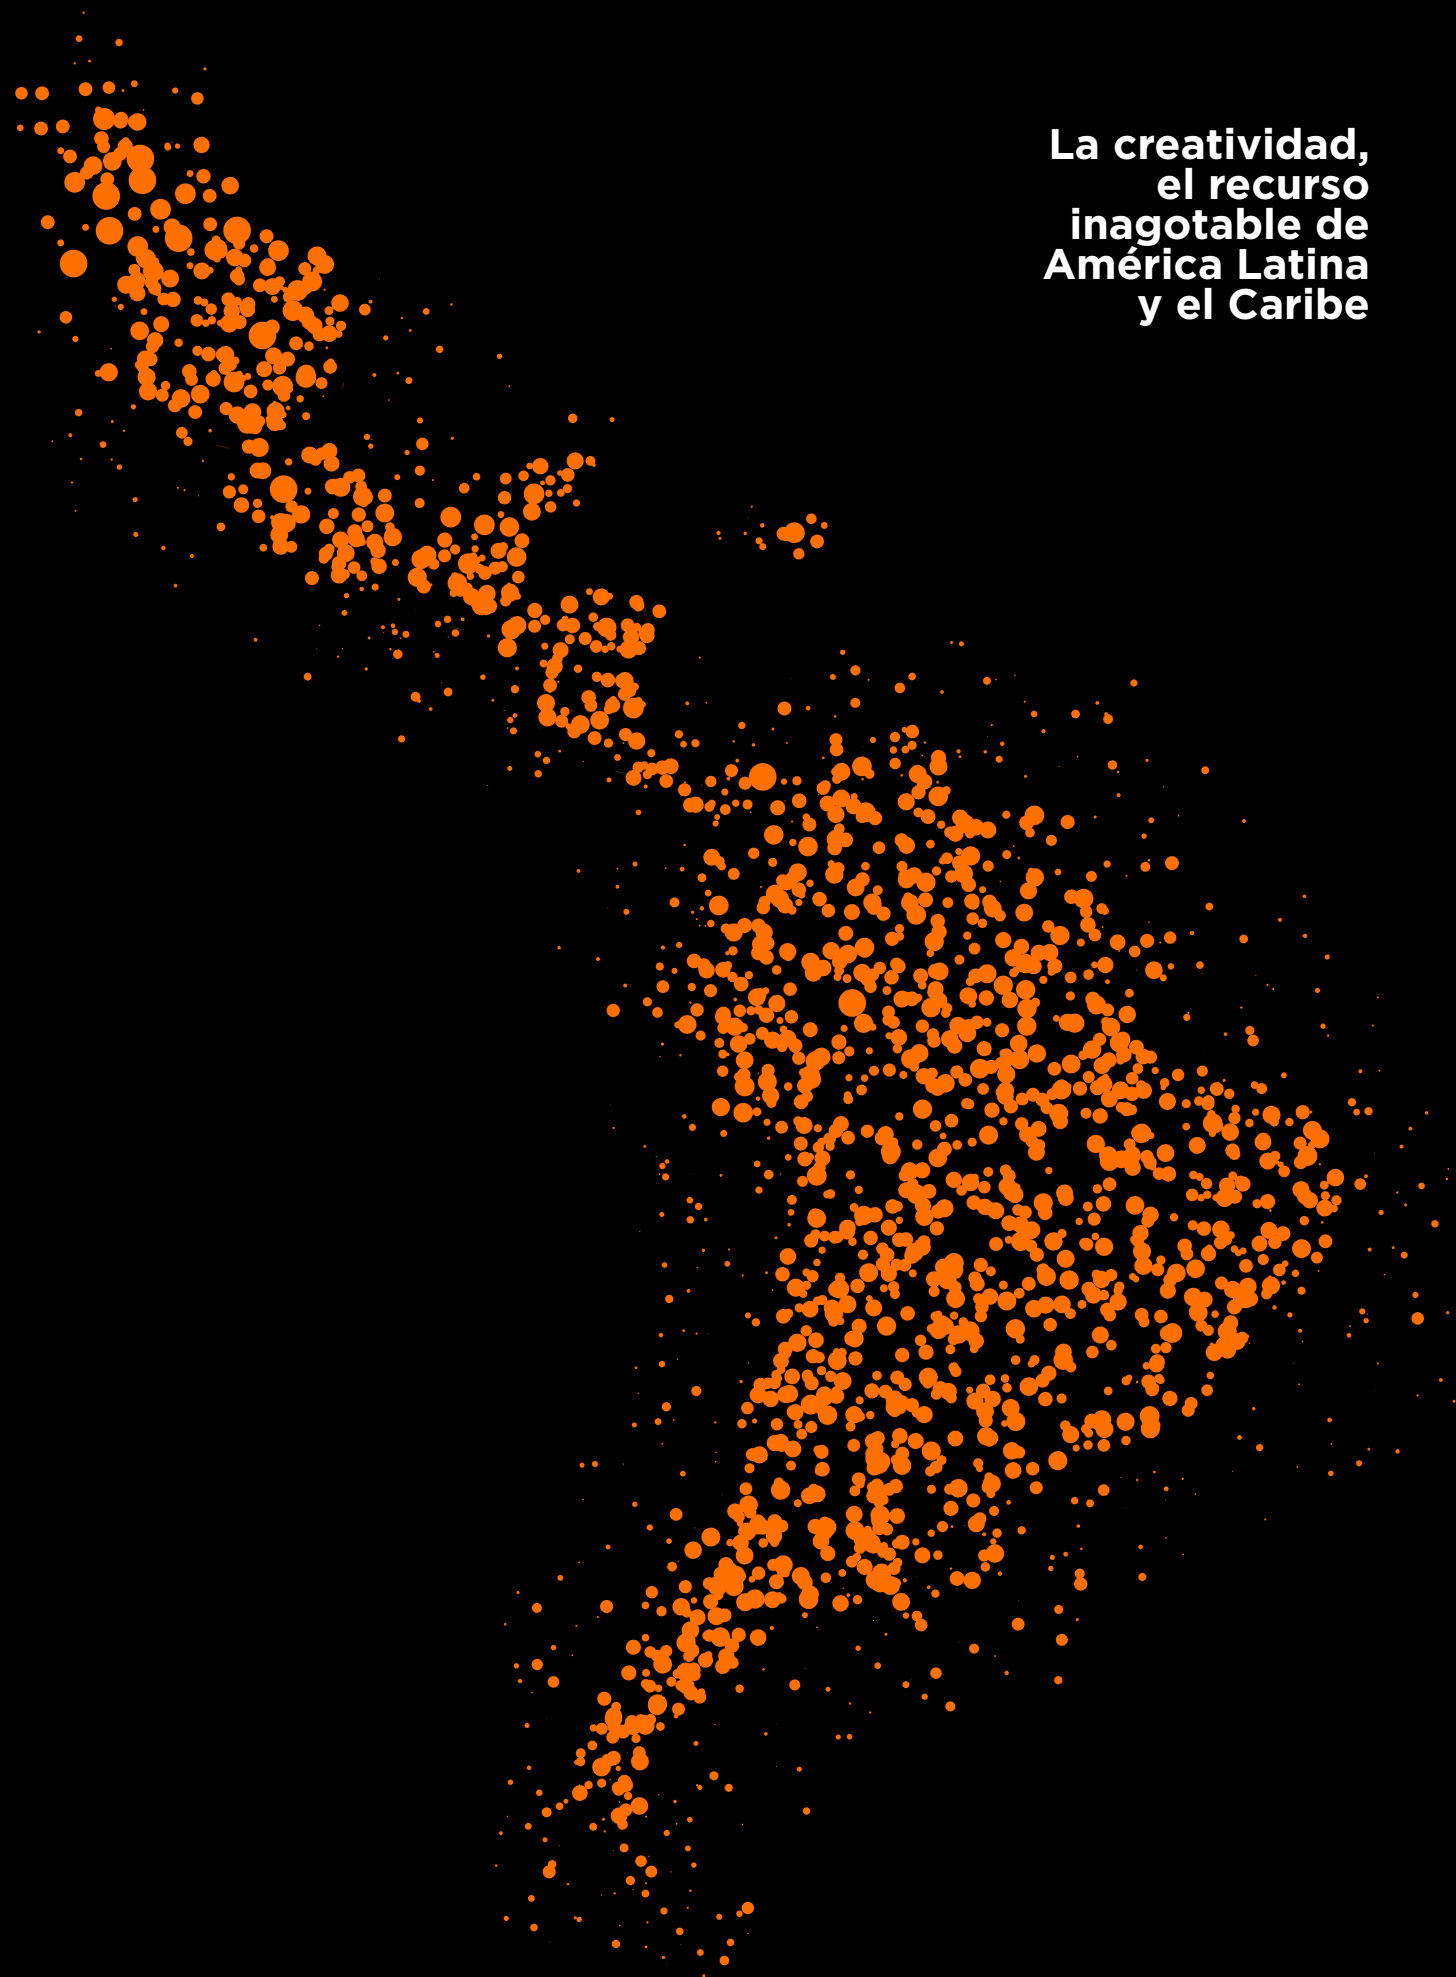 La creatividad,
el recurso
inagotable de
América Latina
y el Caribe